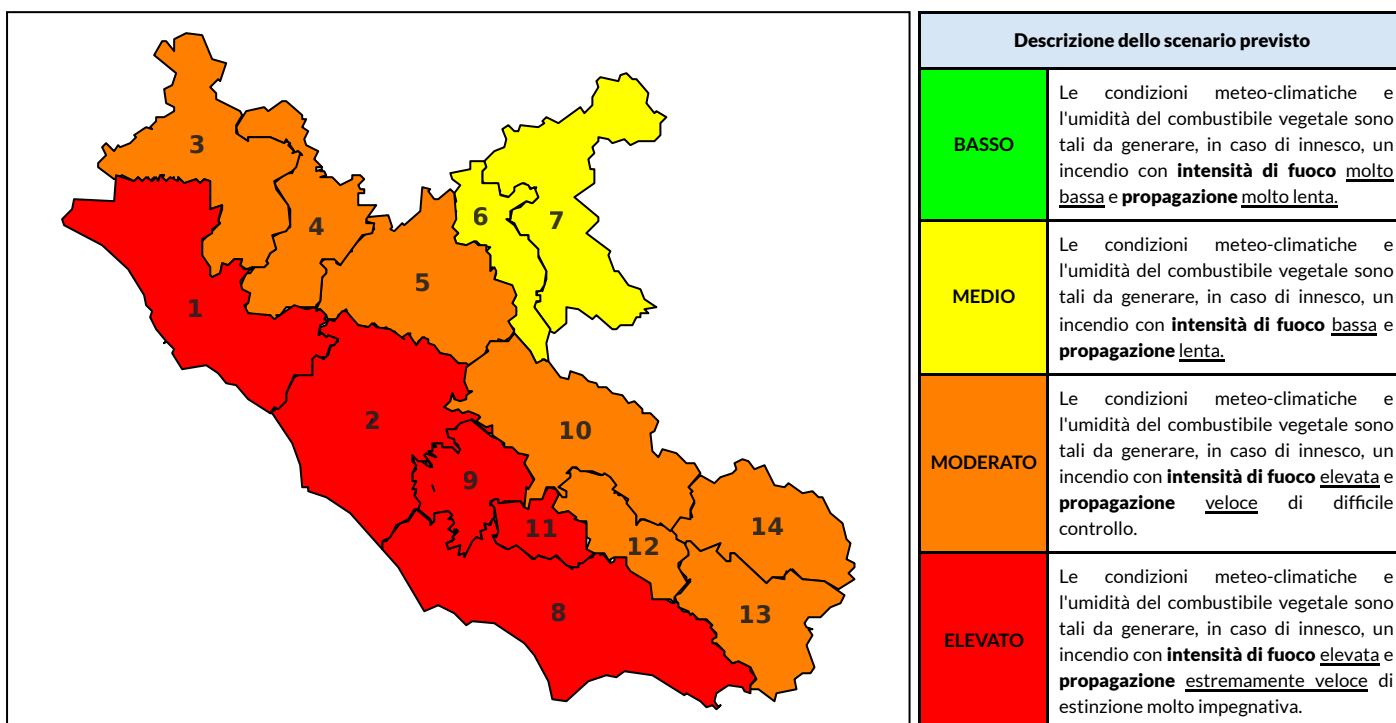 3
4
6
7
5
1
2
10
9
11
12
14
8
13
Descrizione dello scenario previsto
BASSO
Le condizioni meteo-climatiche e
l'umidità del combustibile vegetale sono
tali da generare, in caso di innesco, un
incendio con intensità di fuoco molto
bassa e propagazione molto lenta.
MEDIO
Le condizioni meteo-climatiche e
l'umidità del combustibile vegetale sono
tali da generare, in caso di innesco, un
incendio con intensità di fuoco bassa e
propagazione lenta.
MODERATO
Le condizioni meteo-climatiche e
l'umidità del combustibile vegetale sono
tali da generare, in caso di innesco, un
incendio con intensità di fuoco elevata e
propagazione veloce di difficile
controllo.
ELEVATO
Le condizioni meteo-climatiche e
l'umidità del combustibile vegetale sono
tali da generare, in caso di innesco, un
incendio con intensità di fuoco elevata e
propagazione estremamente veloce di
estinzione molto impegnativa.